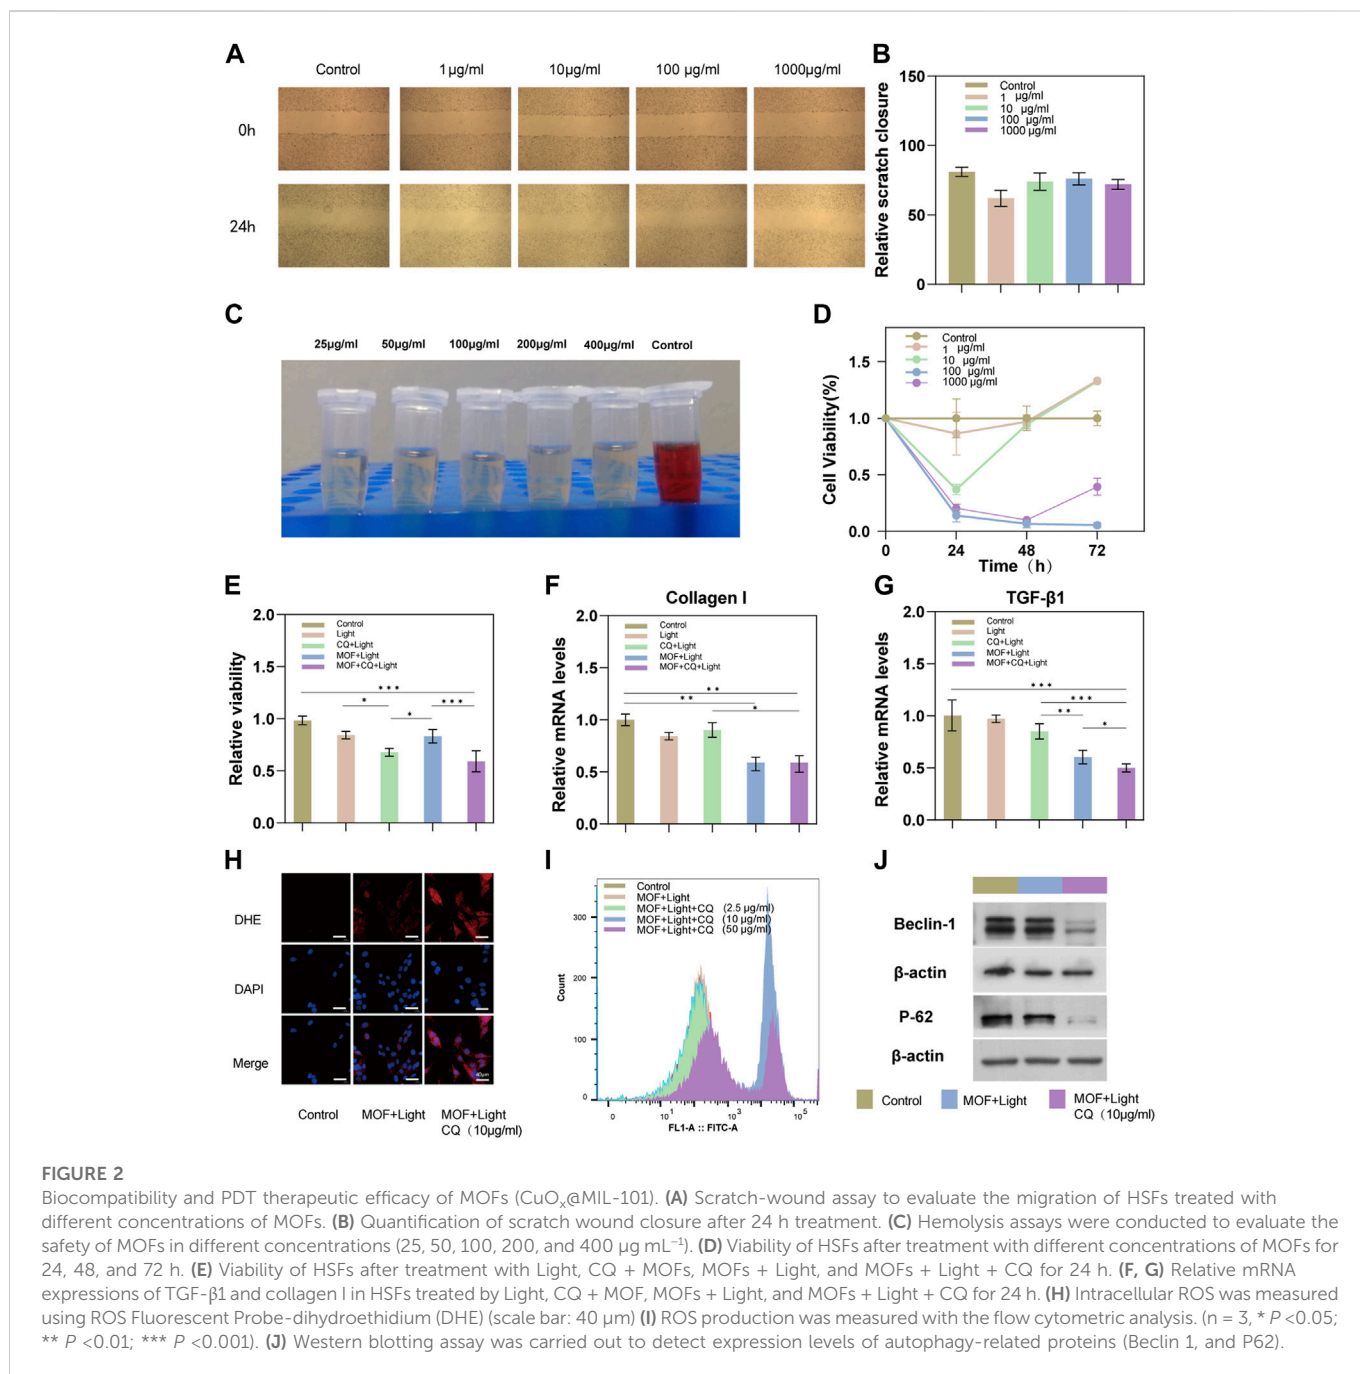 A
Control
1μg/ml
10μg/ml
100 μg/ml
1000μg/ml
0h
24h
B
Relative scratch closure
150
100
50
0
Control
1 μg/ml
10 μg/ml
100 μg/ml
1000 μg/ml
C
25μg/ml
50μg/ml
100μg/ml
200μg/ml
400μg/ml
Control
D
Cell Viability(%)
1.5
1.0
0.5
0.0
Control
1 μg/ml
10 μg/ml
100 μg/ml
1000 μg/ml
0
24
48
72
Time（h）
E
Relative viability
2.0
1.5
1.0
0.5
0.0
Control
Light
CQ+Light
MOF+Light
MOF+CQ+Light
***
*
*
***
F
Collagen I
Relative mRNA levels
2.0
1.5
1.0
0.5
0.0
Control
Light
CQ+Light
MOF+Light
MOF+CQ+Light
**
**
*
G
TGF-β1
Relative mRNA levels
2.0
1.5
1.0
0.5
0.0
Control
Light
CQ+Light
MOF+Light
MOF+CQ+Light
***
***
**
*
H
DHE
DAPI
Merge
40μm
Control
MOF+Light
MOF+Light
CQ（10μg/ml)
I
Control
MOF+Light
MOF+Light+CQ (2.5 μg/ml)
MOF+Light+CQ (10 μg/ml)
MOF+Light+CQ (50 μg/ml)
Count
300
200
100
0
0
10¹
10³
10⁵
FL1-A :: FITC-A
J
Beclin-1
β-actin
P-62
β-actin
Control
MOF+Light
MOF+Light
CQ（10μg/ml)
FIGURE 2
Biocompatibility and PDT therapeutic efficacy of MOFs (CuOₓ@MIL-101). (A) Scratch-wound assay to evaluate the migration of HSFs treated with
different concentrations of MOFs. (B) Quantification of scratch wound closure after 24 h treatment. (C) Hemolysis assays were conducted to evaluate the
safety of MOFs in different concentrations (25, 50, 100, 200, and 400 μg mL⁻¹). (D) Viability of HSFs after treatment with different concentrations of MOFs for
24, 48, and 72 h. (E) Viability of HSFs after treatment with Light, CQ + MOFs, MOFs + Light, and MOFs + Light + CQ for 24 h. (F, G) Relative mRNA
expressions of TGF-β1 and collagen I in HSFs treated by Light, CQ + MOF, MOFs + Light, and MOFs + Light + CQ for 24 h. (H) Intracellular ROS was measured
using ROS Fluorescent Probe-dihydroethidium (DHE) (scale bar: 40 μm) (I) ROS production was measured with the flow cytometric analysis. (n = 3, * P <0.05;
** P <0.01; *** P <0.001). (J) Western blotting assay was carried out to detect expression levels of autophagy-related proteins (Beclin 1, and P62).